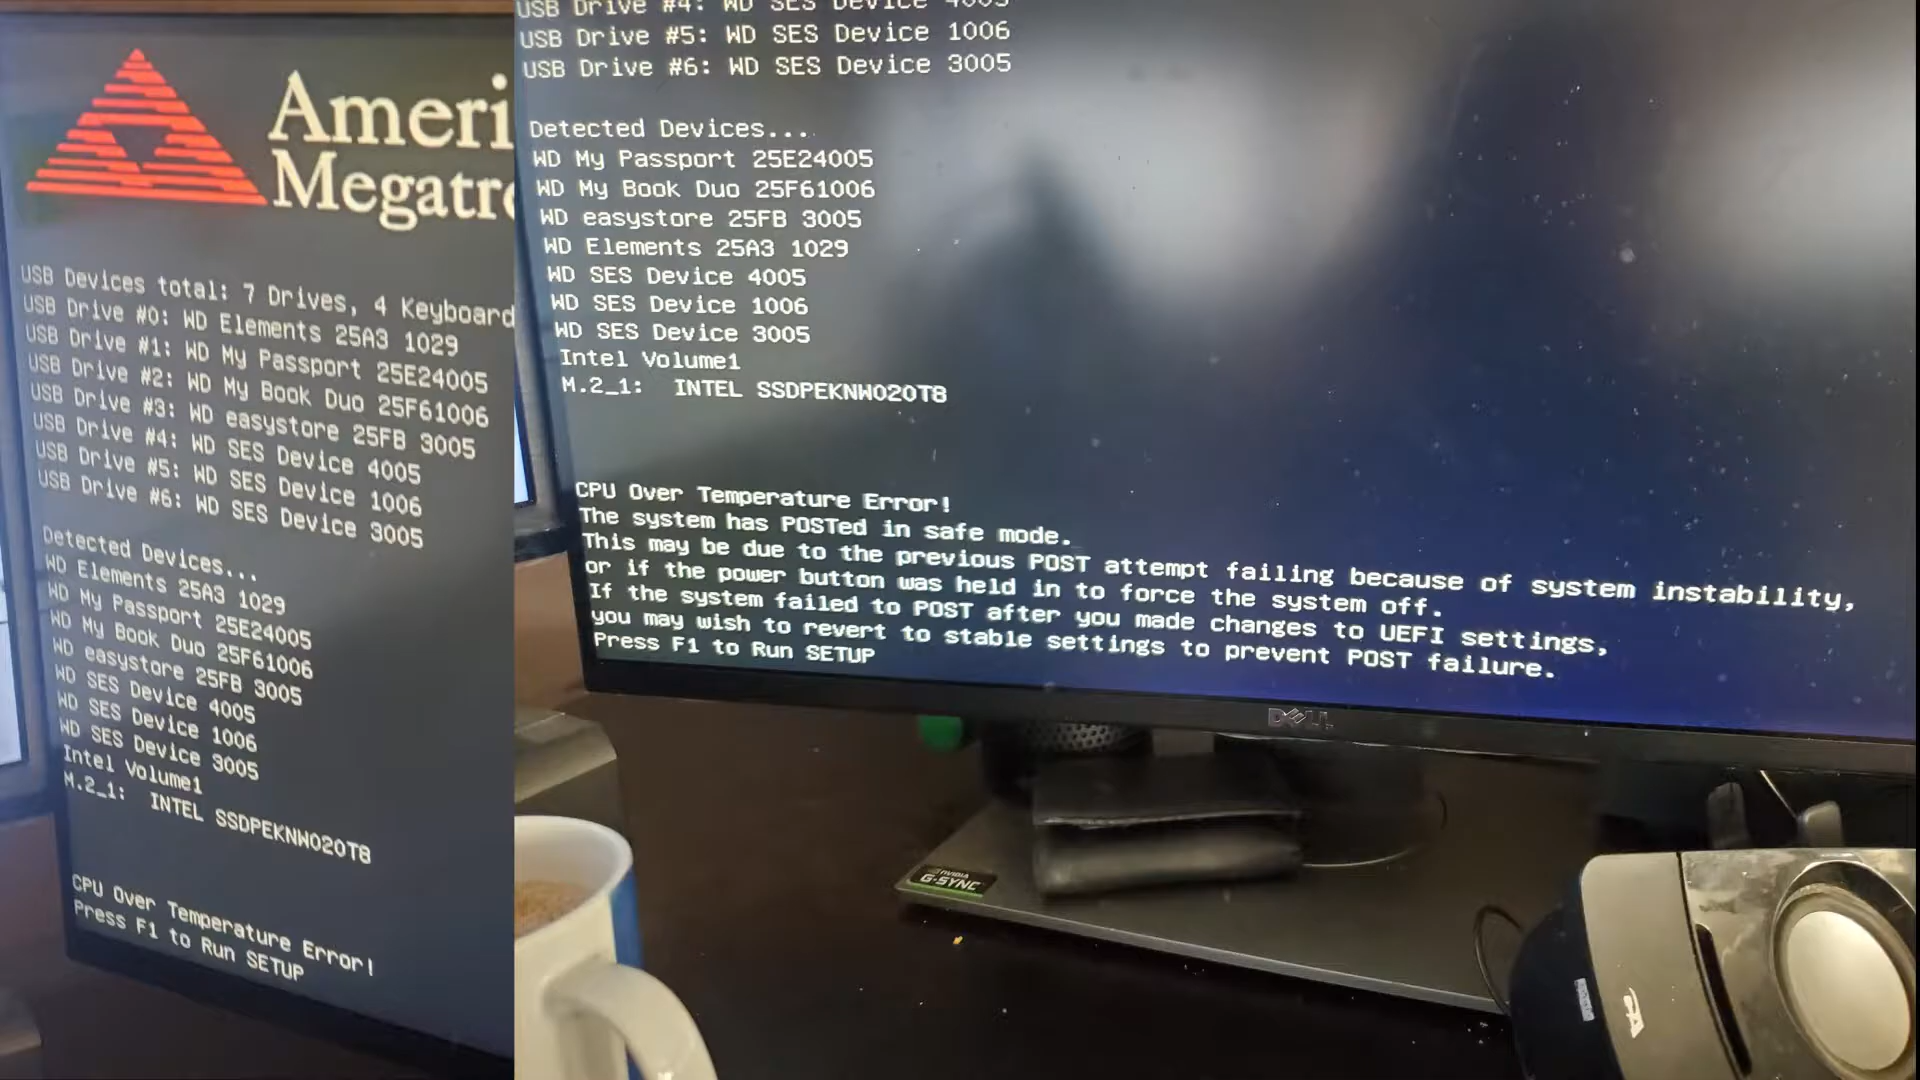 Ameri
Megatr
USB Devices total: 7 Drives, 4 Keyboard
USB Drive #0: WD Elements 25A3 1029
USB Drive #1: WD My Passport 25E24005
USB Drive #2: WD My Book Duo 25F61006
USB Drive #3: WD easystore 25FB 3005
USB Drive #4: WD SES Device 4005
USB Drive #5: WD SES Device 1006
USB Drive #6: WD SES Device 3005
Detected Devices...
WD Elements 25A3 1029
WD My Passport 25E24005
WD My Book Duo 25F61006
WD easystore 25FB 3005
WD SES Device 4005
WD SES Device 1006
WD SES Device 3005
Intel Volume1
M.2_1: INTEL SSDPEKNW020T8
CPU Over Temperature Error!
Press F1 to Run SETUP
USB Drive #4: WD SES Device 4005
USB Drive #5: WD SES Device 1006
USB Drive #6: WD SES Device 3005
Detected Devices...
WD My Passport 25E24005
WD My Book Duo 25F61006
WD easystore 25FB 3005
WD Elements 25A3 1029
WD SES Device 4005
WD SES Device 1006
WD SES Device 3005
Intel Volume1
M.2_1: INTEL SSDPEKNW020T8
CPU Over Temperature Error!
The system has POSTed in safe mode.
This may be due to the previous POST attempt failing because of system instability,
or if the power button was held in to force the system off.
If the system failed to POST after you made changes to UEFI settings,
you may wish to revert to stable settings to prevent POST failure.
Press F1 to Run SETUP
DELL
NVIDIA
G-SYNC